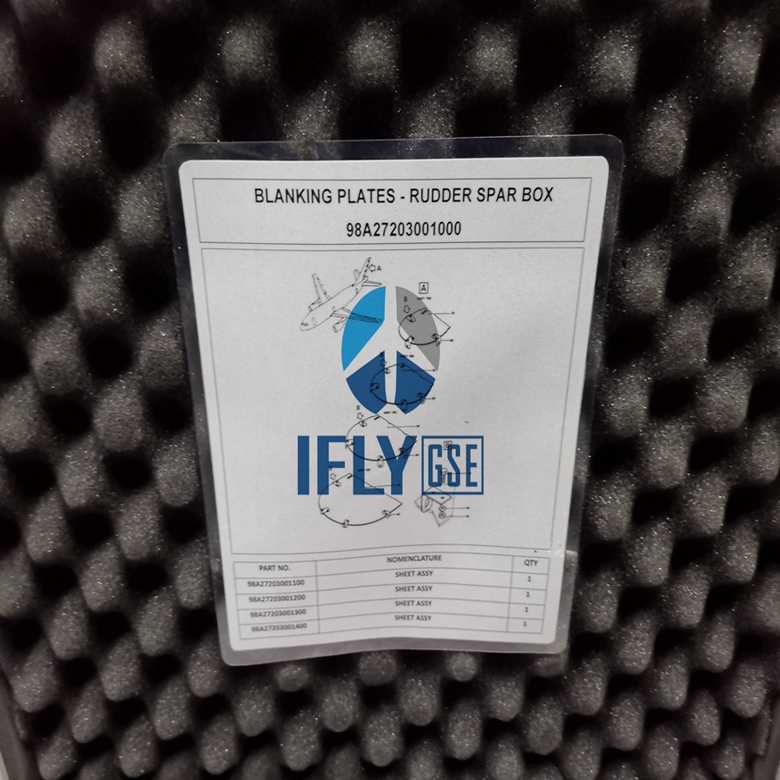 BLANKING PLATES - RUDDER SPAR BOX
98A27203001000
A
A
B
B
IFLY GSE
PART NO. NOMENCLATURE QTY
98A27203001100 SHEET ASSY 1
98A27203001200 SHEET ASSY 1
98A27203001300 SHEET ASSY 1
98A27203001400 SHEET ASSY 1